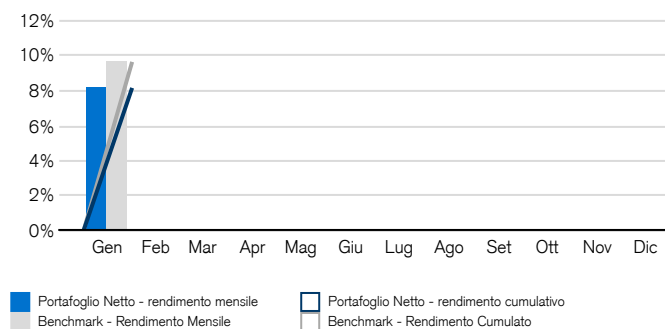 12%
10%
8%
6%
4%
2%
0%
Gen Feb Mar Apr Mag Giu Lug Ago Set Ott Nov Dic
Portafoglio Netto - rendimento mensile Portafoglio Netto - rendimento cumulativo
Benchmark - Rendimento Mensile Benchmark - Rendimento Cumulato